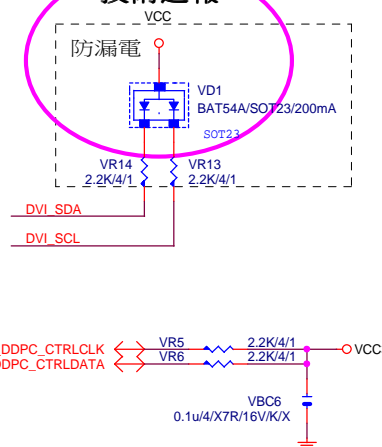 VCC
防漏電
VD1
BAT54A/SOT23/200mA
SOT23
VR14
2.2K/4/1
VR13
2.2K/4/1
DVI_SDA
DVI_SCL
DDPC_CTRLCLK
VR5
2.2K/4/1
VCC
DDPC_CTRLDATA
VR6
2.2K/4/1
VBC6
0.1u/4/X7R/16V/K/X